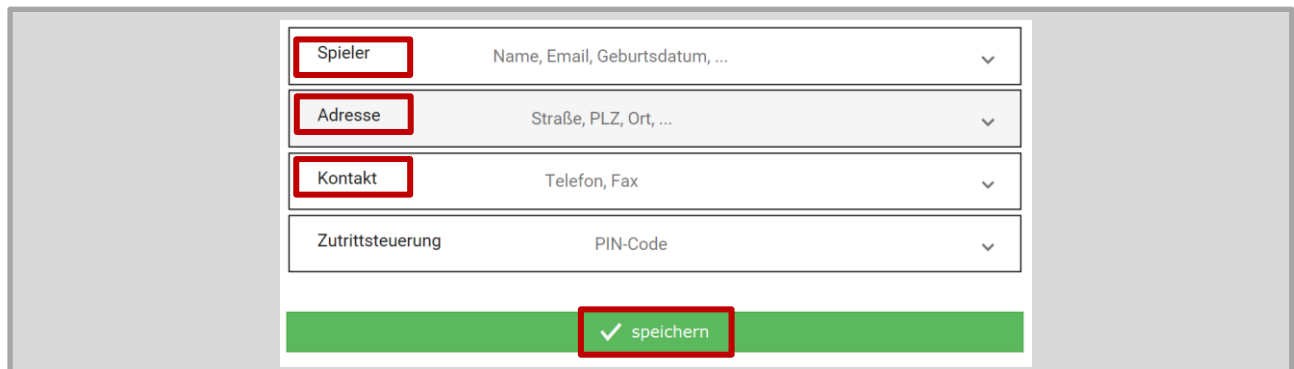 Spieler Name, Email, Geburtsdatum, ...
Adresse Straße, PLZ, Ort, ...
Kontakt Telefon, Fax
Zutrittsteuerung PIN-Code
speichern